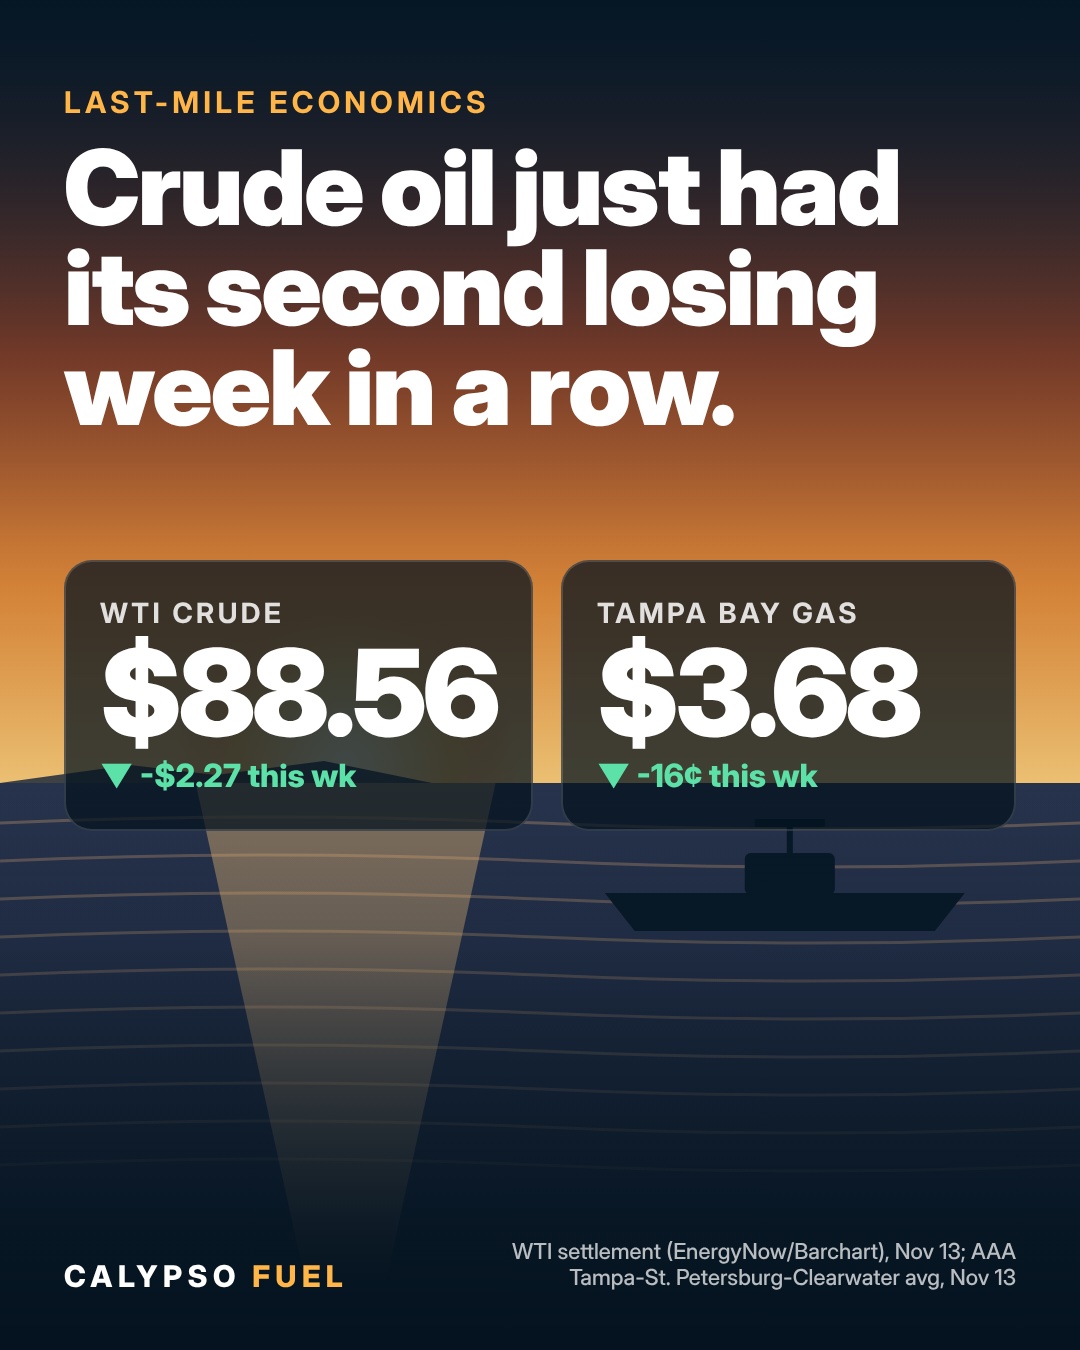 LAST-MILE ECONOMICS
Crude oil just had
its second losing
week in a row.
WTI CRUDE
$88.56
▼ -$2.27 this wk
TAMPA BAY GAS
$3.68
▼ -16¢ this wk
CALYPSO FUEL
WTI settlement (EnergyNow/Barchart), Nov 13; AAA
Tampa-St. Petersburg-Clearwater avg, Nov 13